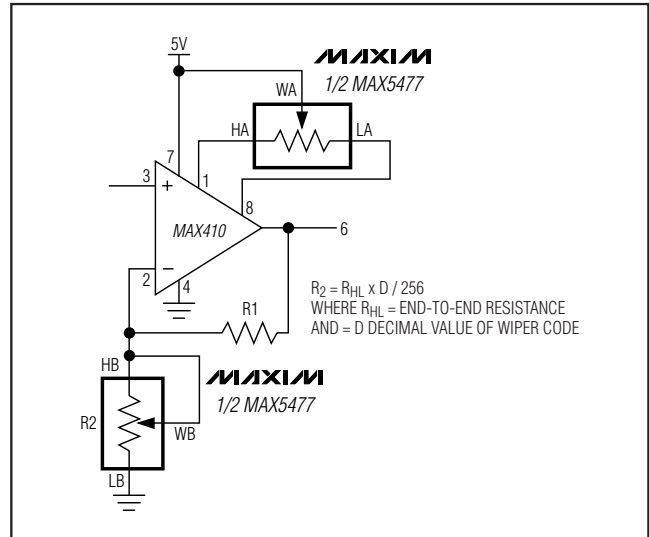 5V
MAXIM
1/2 MAX5477
WA
HA
LA
7
1
3
+
8
MAX410
6
2
−
4
R1
R2 = RHL x D / 256
WHERE RHL = END-TO-END RESISTANCE
AND = D DECIMAL VALUE OF WIPER CODE
HB
MAXIM
1/2 MAX5477
R2
WB
LB